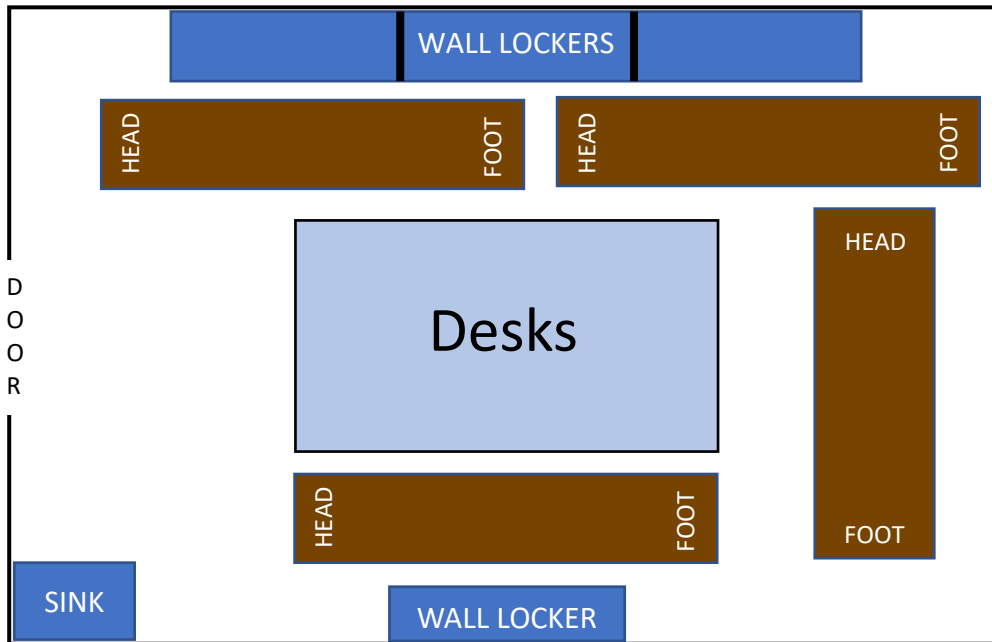 WALL LOCKERS
HEAD
FOOT
HEAD
FOOT
HEAD
FOOT
D
O
O
R
Desks
HEAD
FOOT
SINK
WALL LOCKER